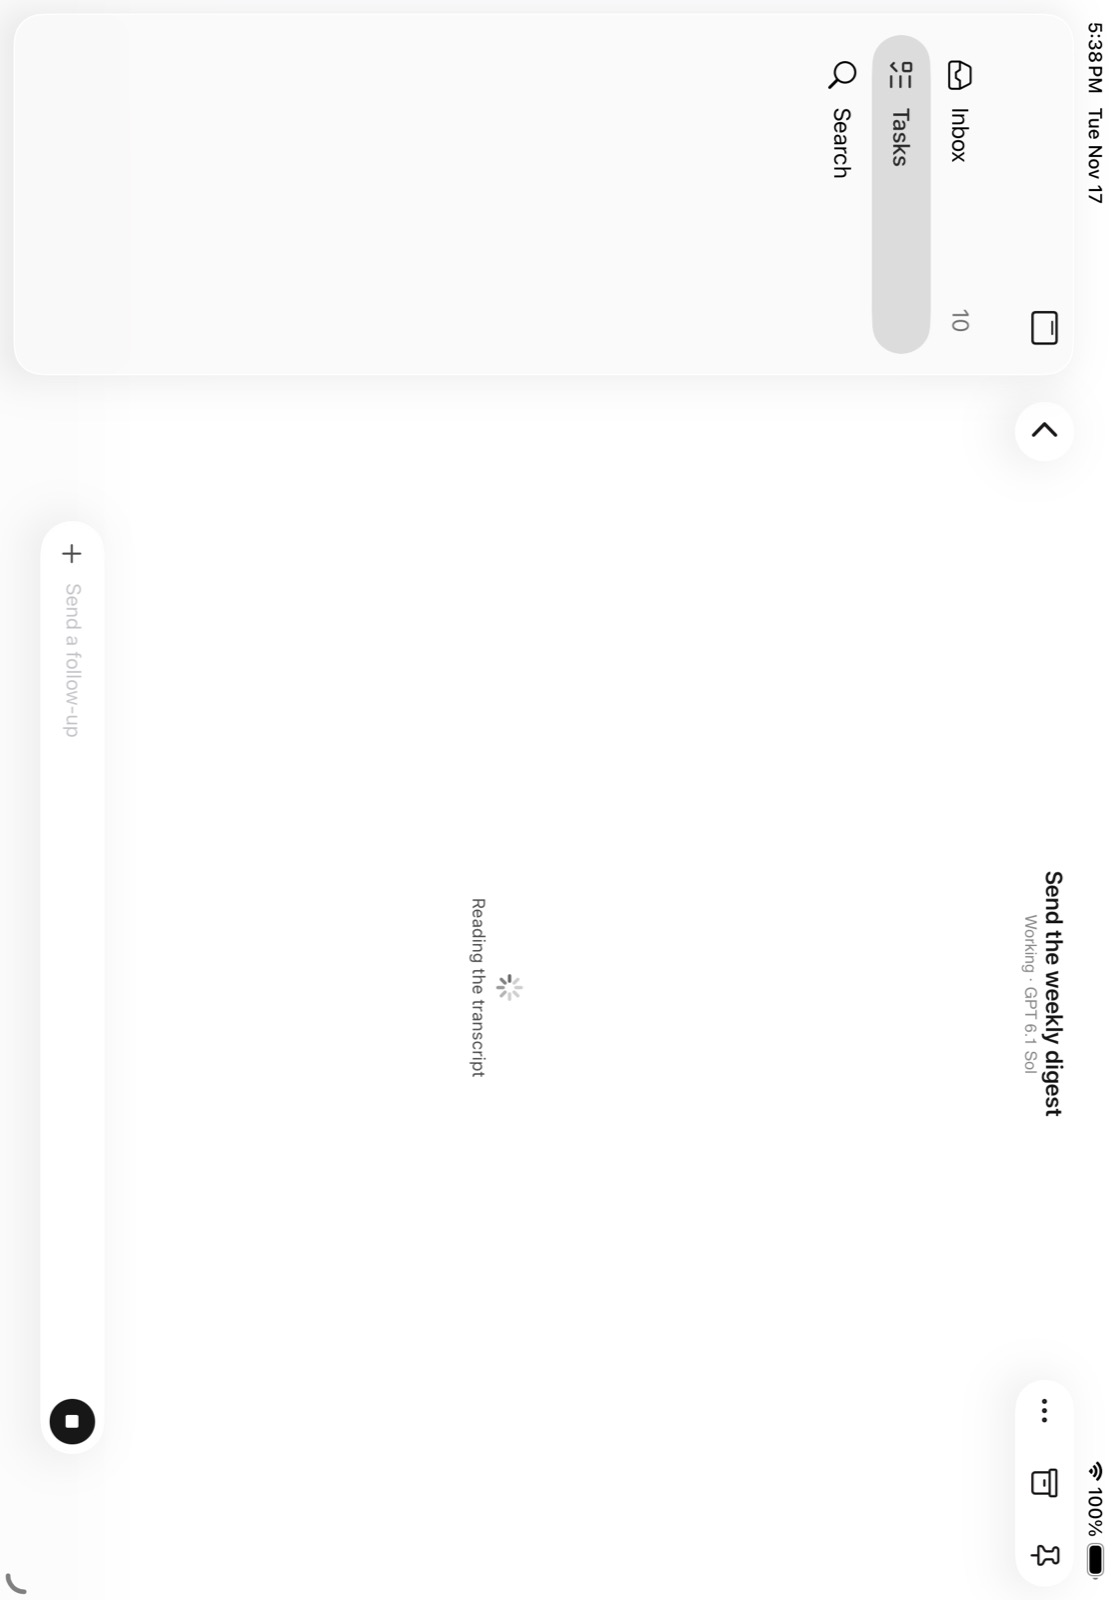 5:38 PM Tue Nov 17
100%
Inbox 10
Tasks
Search
Send the weekly digest
Working · GPT 6.1 Sol
Reading the transcript
Send a follow-up